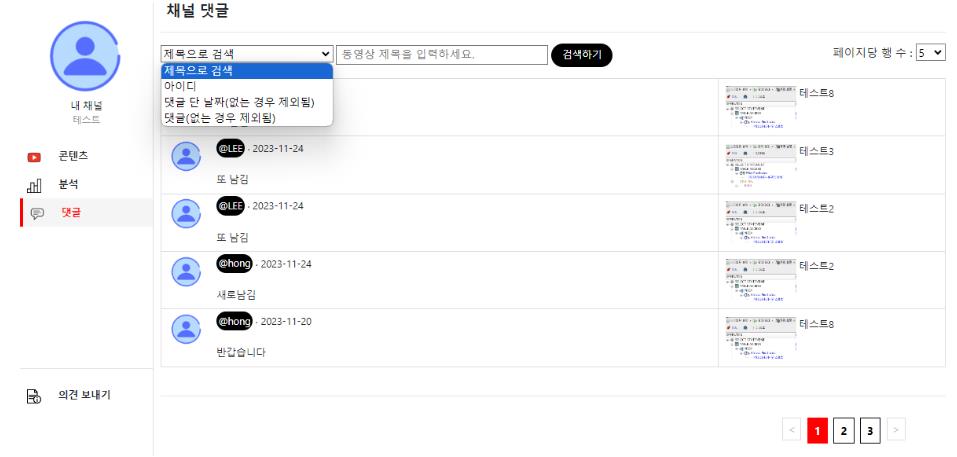 채널 댓글
제목으로 검색
동영상 제목을 입력하세요.
검색하기
페이지당 행 수 : 5
제목으로 검색
아이디
댓글 단 날짜(없는 경우 제외됨)
댓글(없는 경우 제외됨)
내 채널
테스트
콘텐츠
분석
댓글
의견 보내기
테스트8
@LEE · 2023-11-24
또 남김
테스트3
@LEE · 2023-11-24
또 남김
테스트2
@hong · 2023-11-24
새로남김
테스트2
@hong · 2023-11-20
반갑습니다
테스트8
< 1 2 3 >